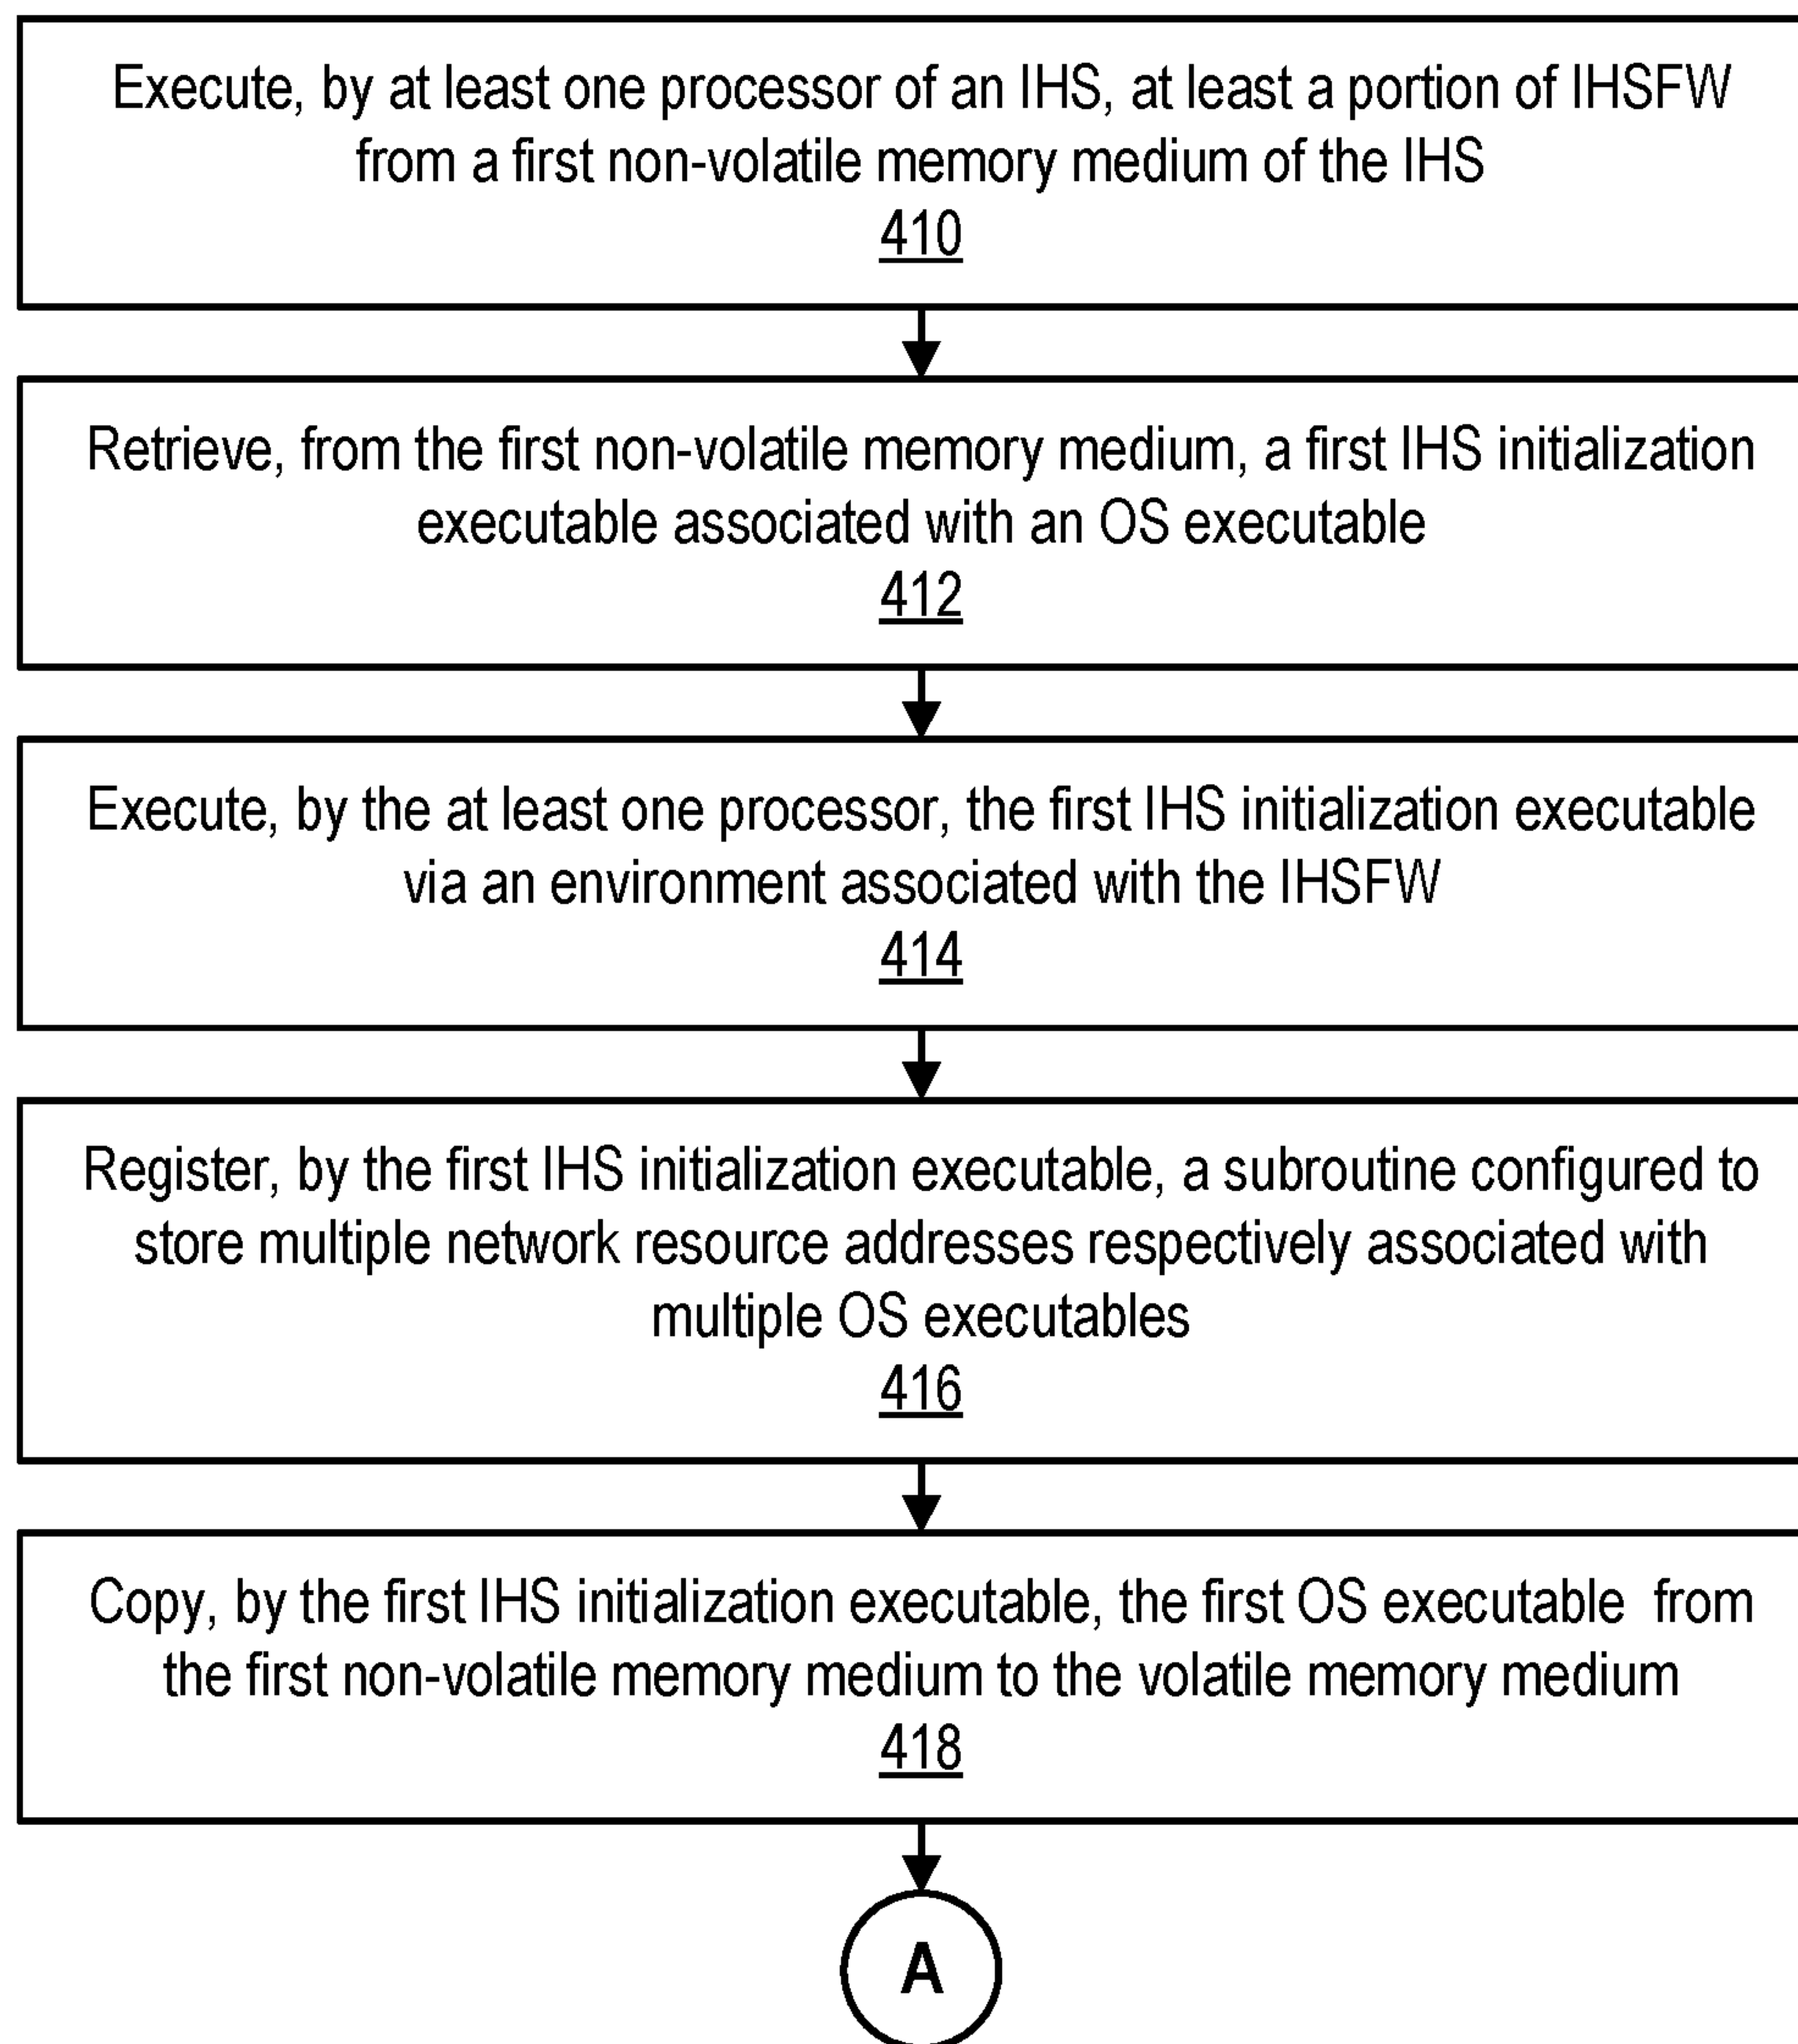 Execute, by at least one processor of an IHS, at least a portion of IHSFW
from a first non-volatile memory medium of the IHS
410
Retrieve, from the first non-volatile memory medium, a first IHS initialization
executable associated with an OS executable
412
Execute, by the at least one processor, the first IHS initialization executable
via an environment associated with the IHSFW
414
Register, by the first IHS initialization executable, a subroutine configured to
store multiple network resource addresses respectively associated with
multiple OS executables
416
Copy, by the first IHS initialization executable, the first OS executable from
the first non-volatile memory medium to the volatile memory medium
418
A